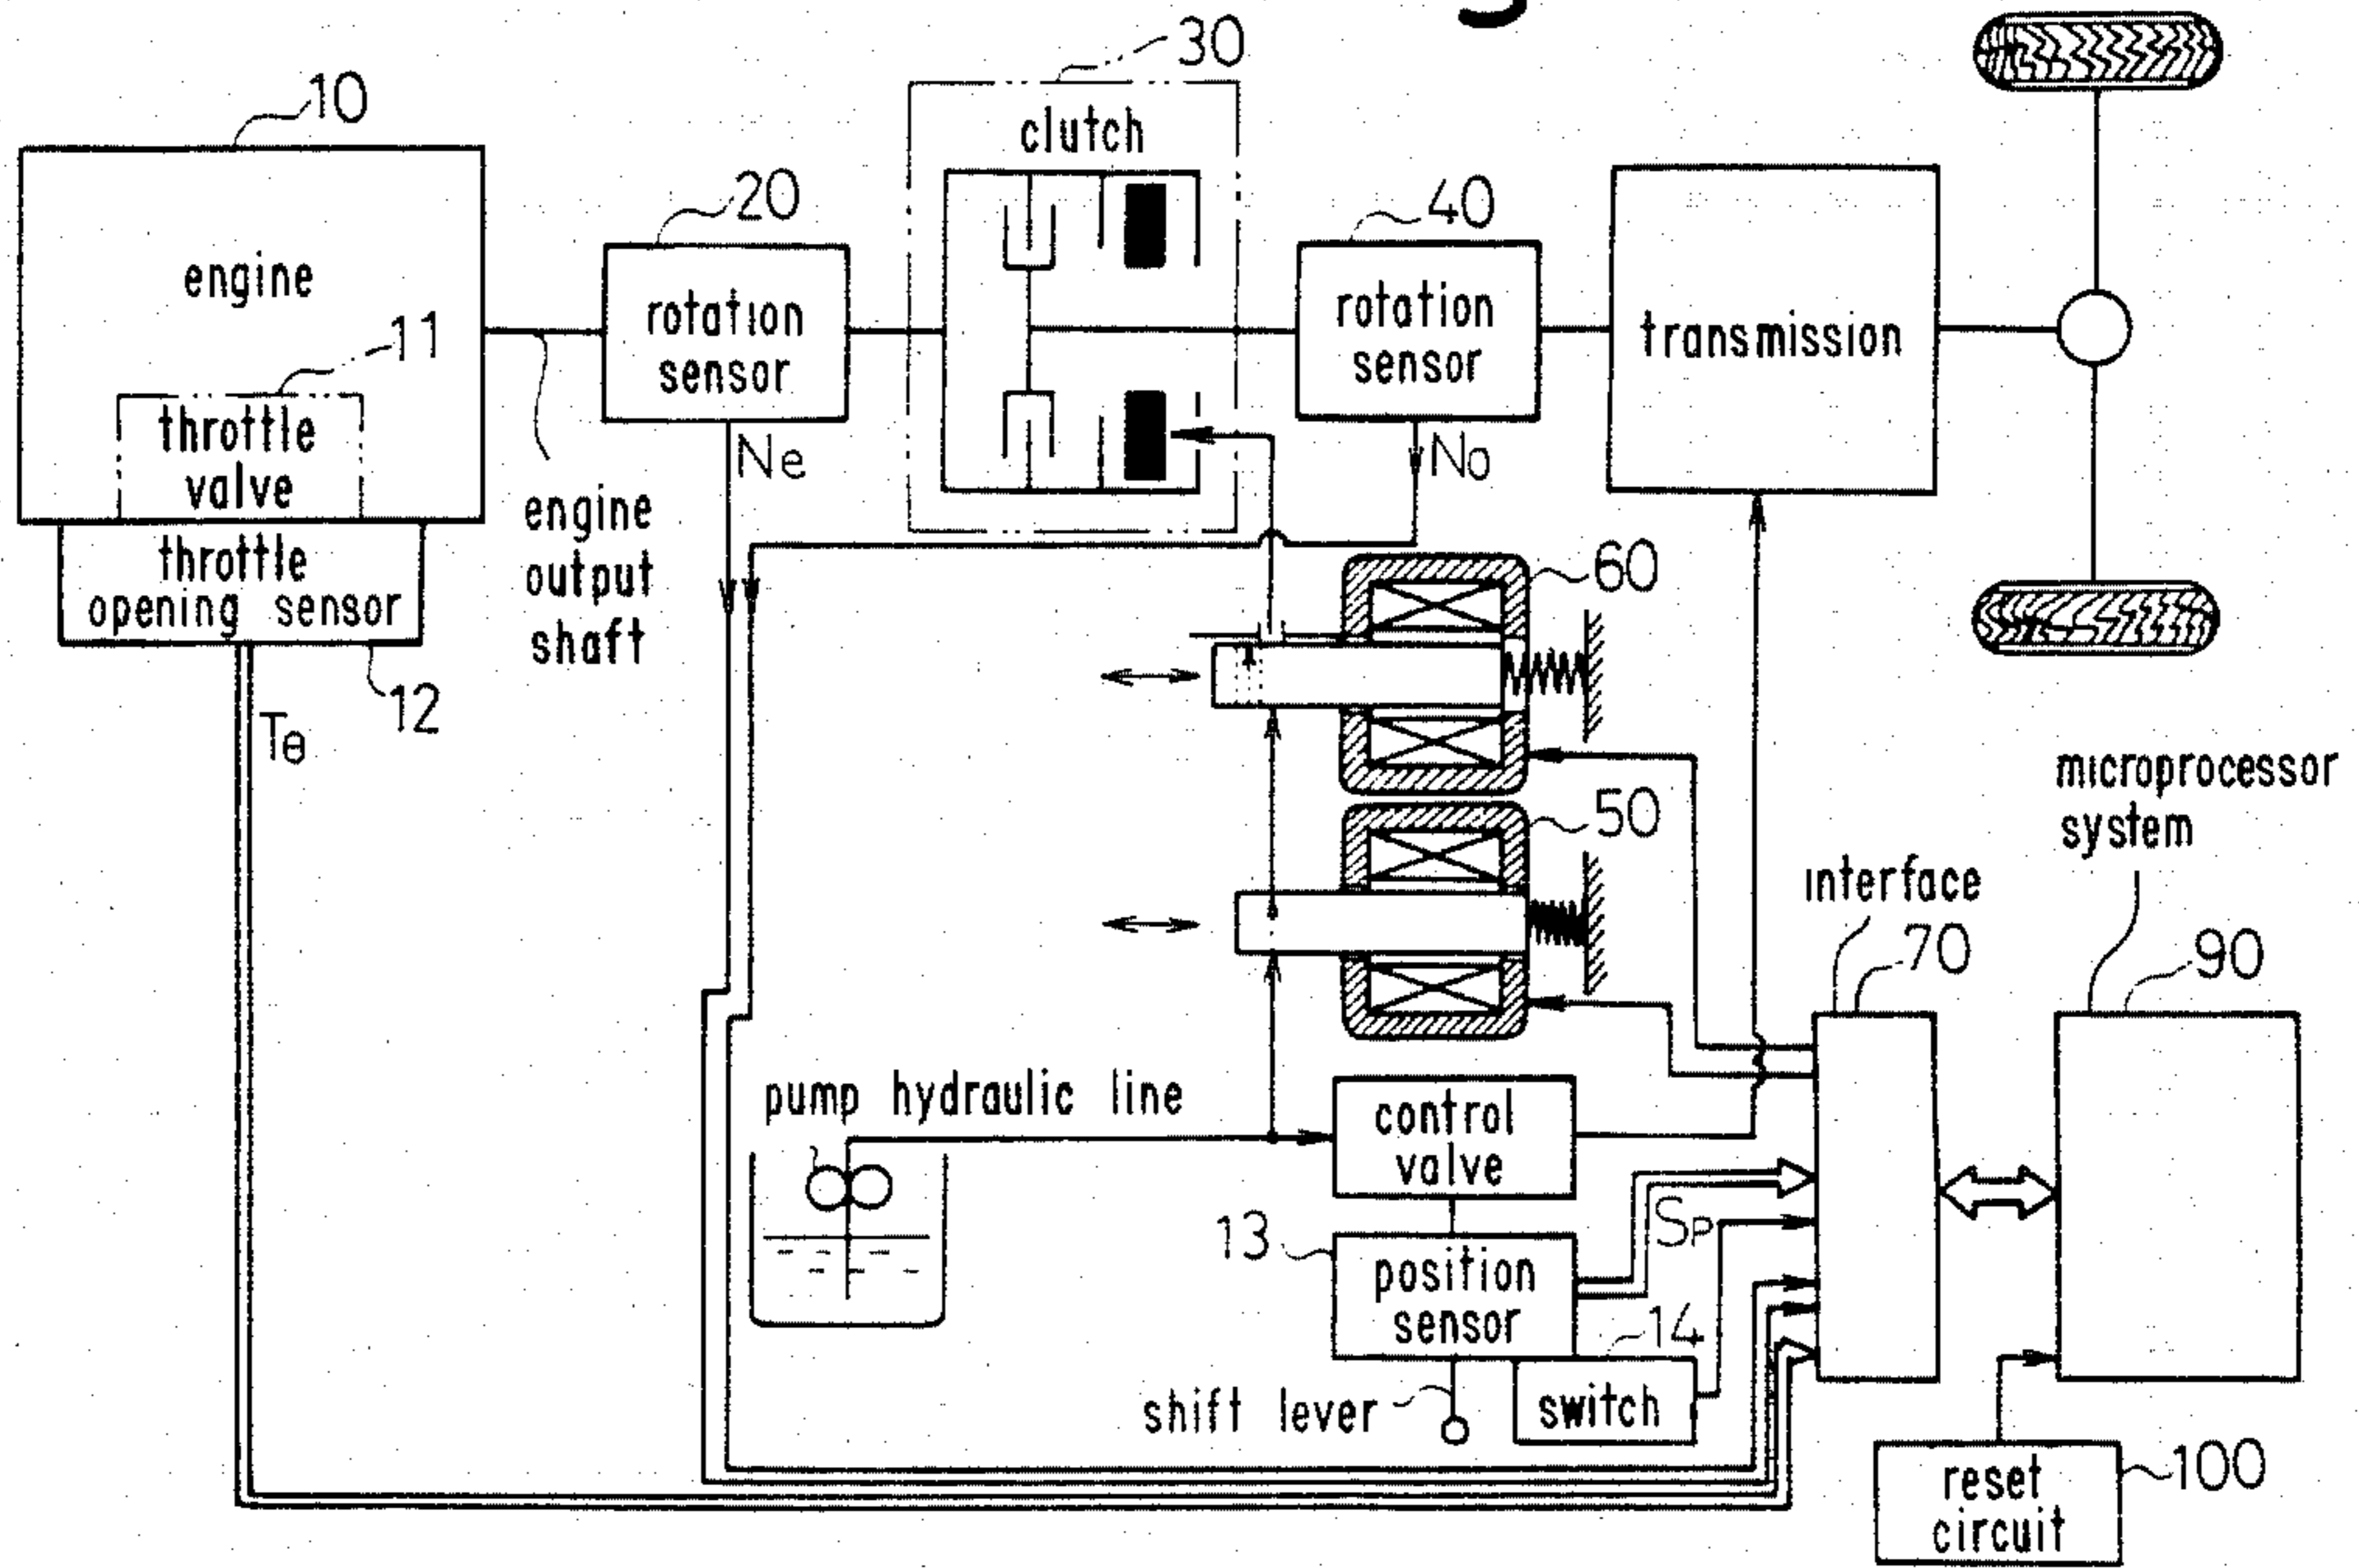 30
10
clutch
20
40
engine
rotation
sensor
rotation
sensor
transmission
11
throttle
valve
Ne
No
engine
output
shaft
throttle
opening sensor
60
12
Tθ
microprocessor
system
50
interface
70
90
pump hydraulic line
control
valve
Sp
13
position
sensor
14
shift lever
switch
100
reset
circuit